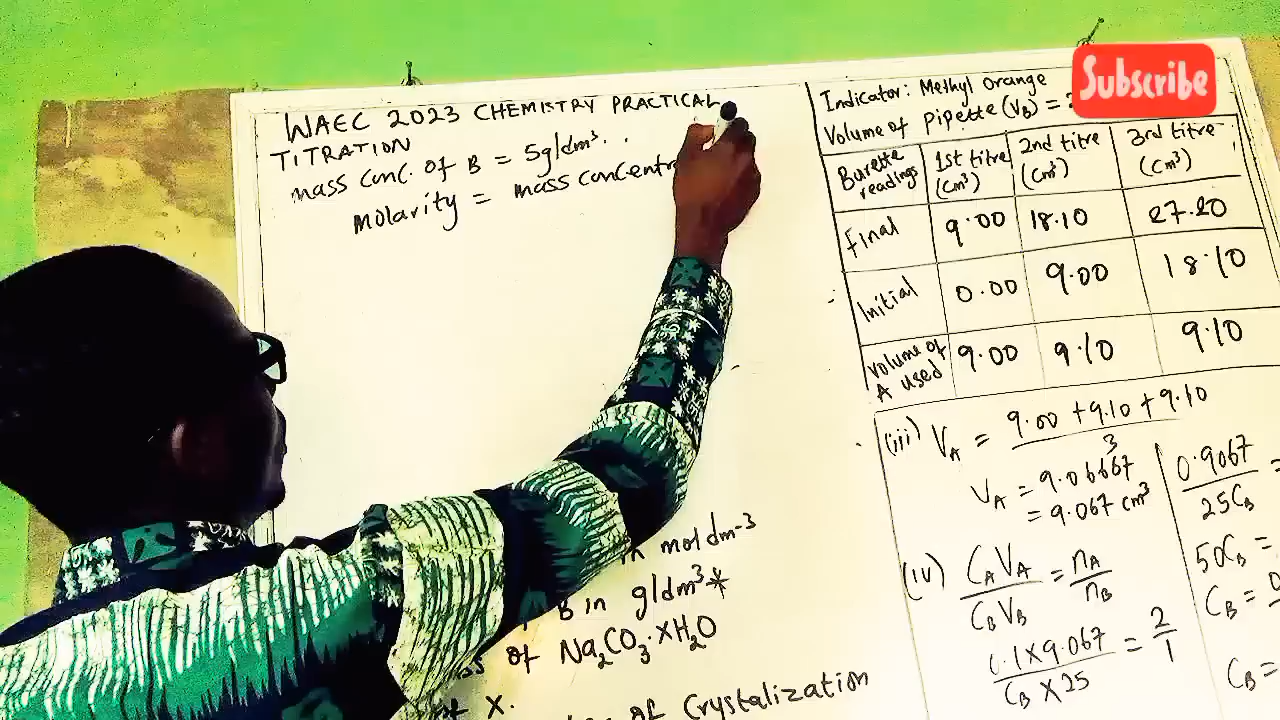 WAEC 2023 CHEMISTRY PRACTICAL
TITRATION
mass conc. of B = 5g/dm³.
molarity = mass concentr
mol dm⁻³
B in g/dm³*
of Na₂CO₃.XH₂O
of X.
of Crystalization
Indicator: Methyl Orange
Volume of pipette (VB) =
Subscribe
Burette readings | 1st titre (cm³) | 2nd titre (cm³) | 3rd titre (cm³)
Final | 9.00 | 18.10 | 27.20
Initial | 0.00 | 9.00 | 18.10
Volume of A used | 9.00 | 9.10 | 9.10
(iii) VA = 9.00 + 9.10 + 9.10
3
VA = 9.06667
= 9.067 cm³
(iv) CAVA / CBVB = nA / nB
0.1 X 9.067 / CB X 25 = 2 / 1
0.9067 / 25CB =
50CB =
CB = 0
CB =